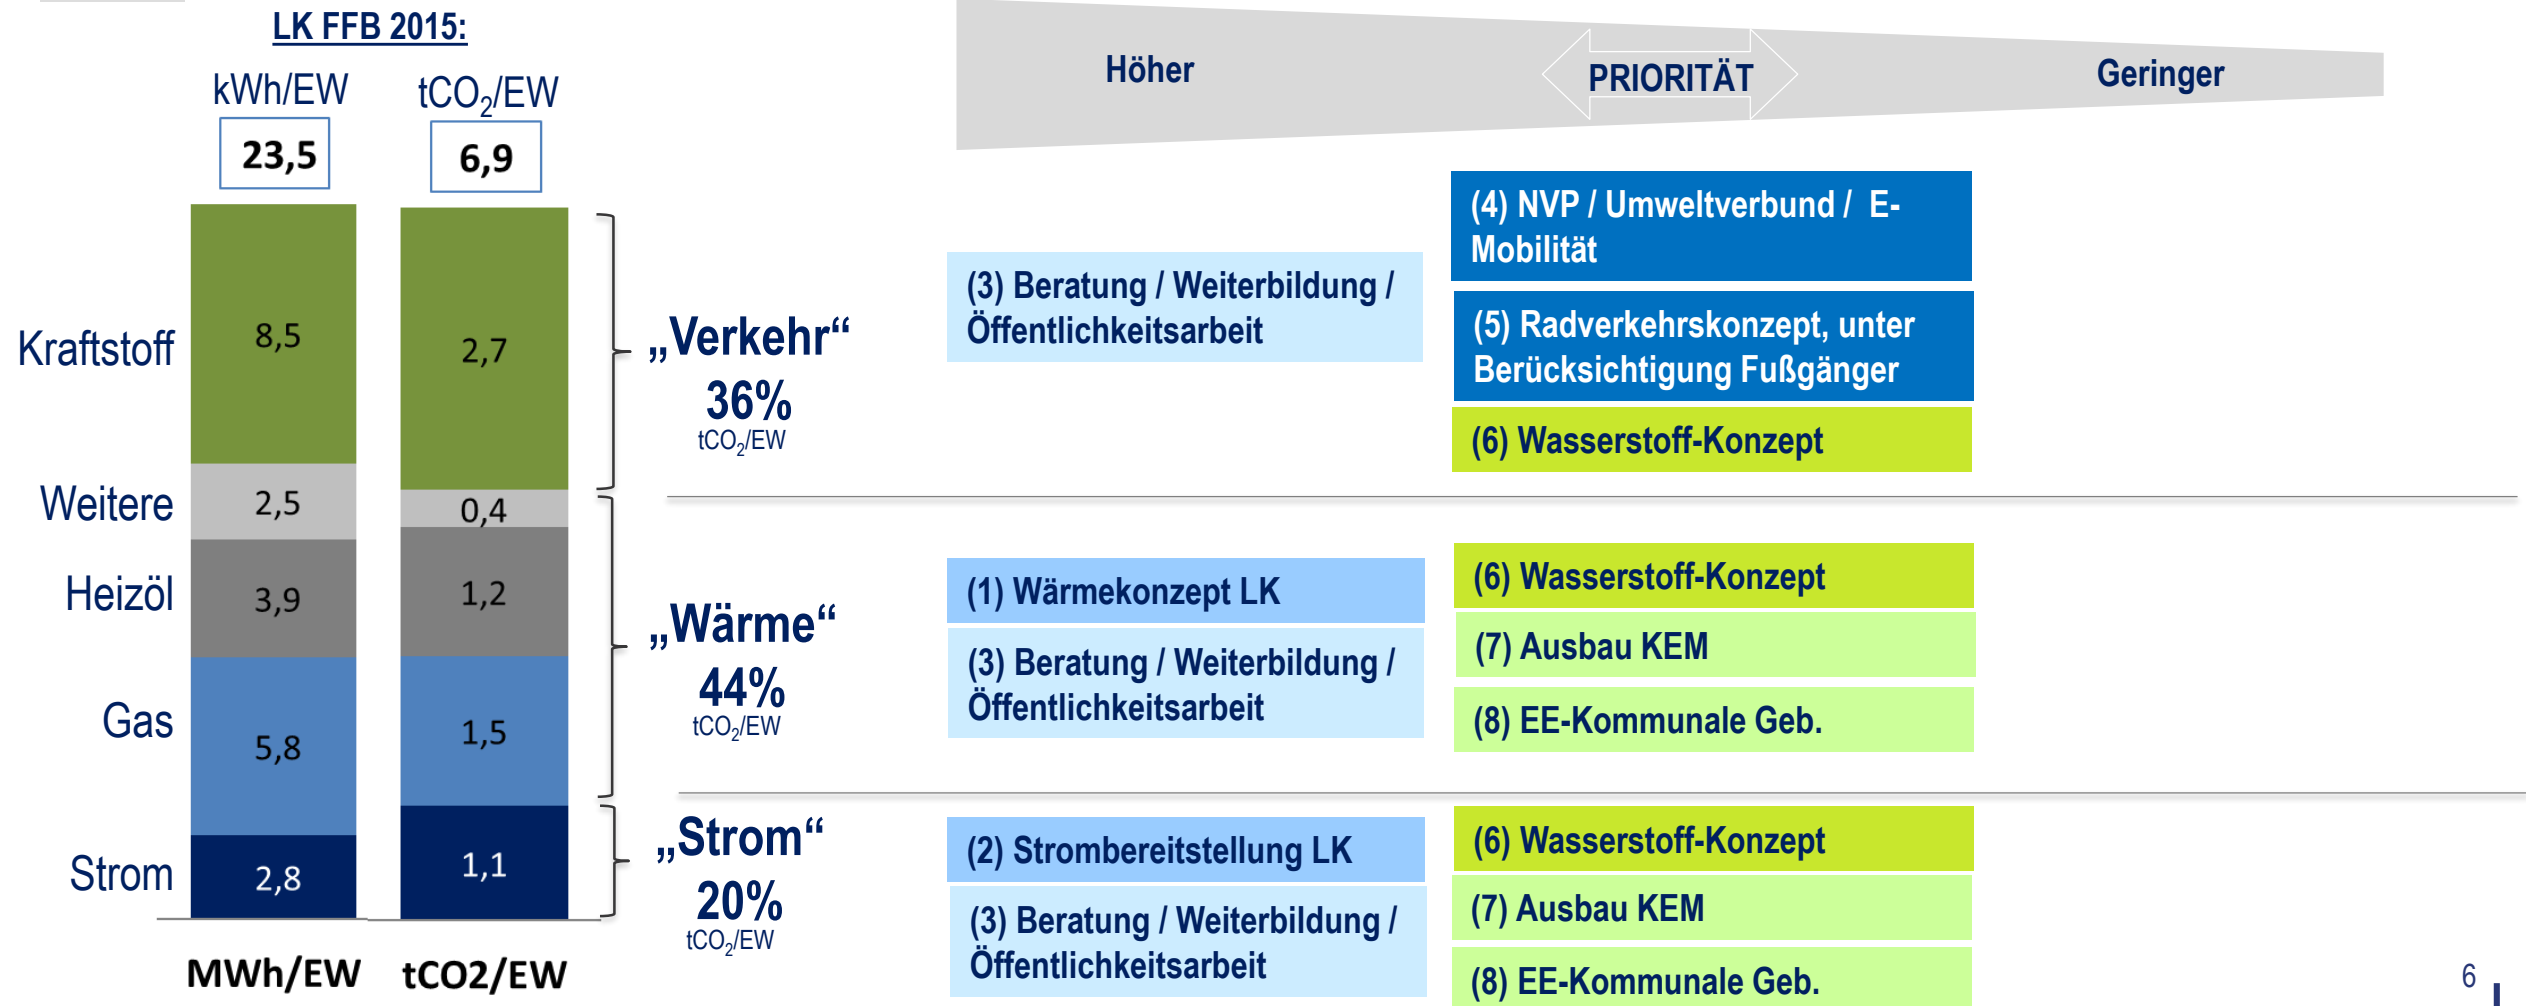 LK FFB 2015:
kWh/EW
tCO2/EW
23,5
6,9
Höher
PRIORITÄT
Geringer
Kraftstoff
8,5
2,7
Weitere
2,5
0,4
Heizöl
3,9
1,2
Gas
5,8
1,5
Strom
2,8
1,1
MWh/EW
tCO2/EW
„Verkehr“
36%
tCO2/EW
(3) Beratung / Weiterbildung /
Öffentlichkeitsarbeit
(4) NVP / Umweltverbund / E-
Mobilität
(5) Radverkehrskonzept, unter
Berücksichtigung Fußgänger
(6) Wasserstoff-Konzept
„Wärme“
44%
tCO2/EW
(1) Wärmekonzept LK
(3) Beratung / Weiterbildung /
Öffentlichkeitsarbeit
(6) Wasserstoff-Konzept
(7) Ausbau KEM
(8) EE-Kommunale Geb.
„Strom“
20%
tCO2/EW
(2) Strombereitstellung LK
(3) Beratung / Weiterbildung /
Öffentlichkeitsarbeit
(6) Wasserstoff-Konzept
(7) Ausbau KEM
(8) EE-Kommunale Geb.
6